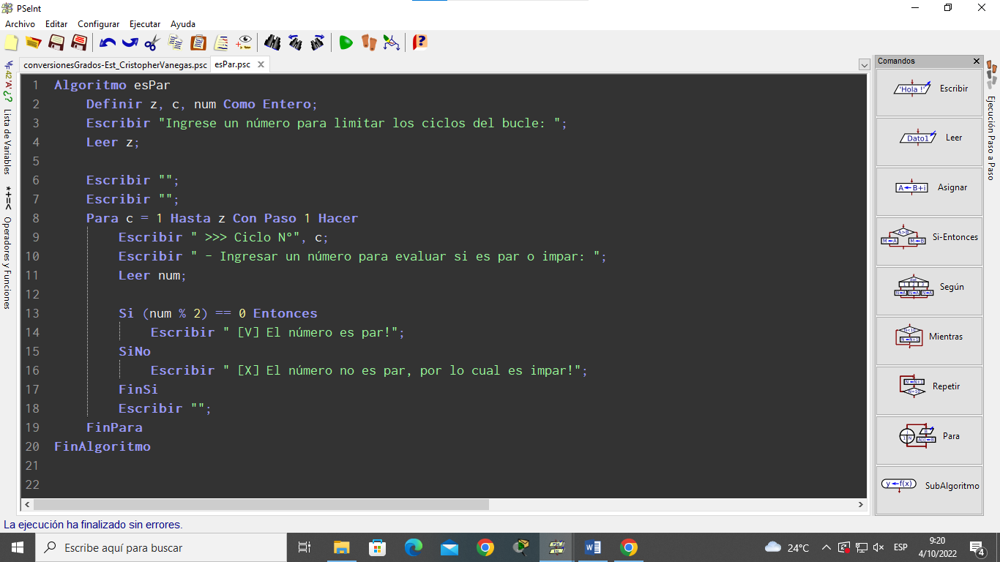 PSeInt
Archivo Editar Configurar Ejecutar Ayuda
conversionesGrados-Est_CristopherVanegas.psc esPar.psc
1 Algoritmo esPar
2 Definir z, c, num Como Entero;
3 Escribir "Ingrese un número para limitar los ciclos del bucle: ";
4 Leer z;
5
6 Escribir "";
7 Escribir "";
8 Para c = 1 Hasta z Con Paso 1 Hacer
9 Escribir " >>> Ciclo N°", c;
10 Escribir " - Ingresar un número para evaluar si es par o impar: ";
11 Leer num;
12
13 Si (num % 2) == 0 Entonces
14 Escribir " [V] El número es par!";
15 SiNo
16 Escribir " [X] El número no es par, por lo cual es impar!";
17 FinSi
18 Escribir "";
19 FinPara
20 FinAlgoritmo
21
22
42 'A' ¿?
Lista de Variables
*+=<
Operadores y Funciones
Comandos
'Hola !' Escribir
Dato1 Leer
A←B+i Asignar
A>B M←A M←B Si-Entonces
Según
Mientras
Repetir
Para
y←f(x) SubAlgoritmo
Ejecución Paso a Paso
La ejecución ha finalizado sin errores.
Escribe aquí para buscar
24°C
ESP
9:20
4/10/2022
4